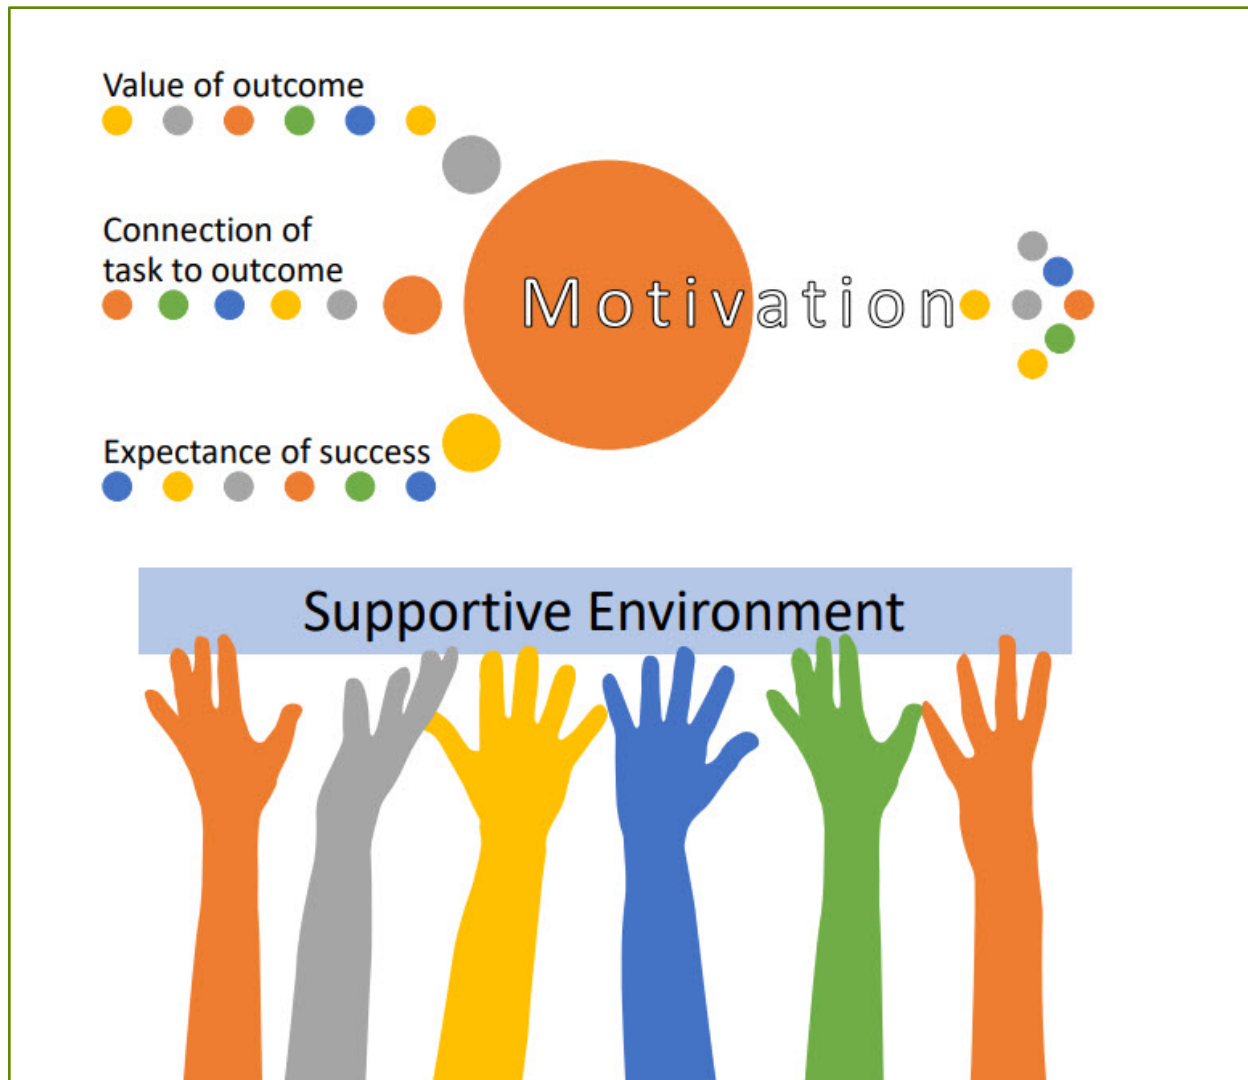 Value of outcome
Connection of
task to outcome
Motivation
Expectance of success
Supportive Environment